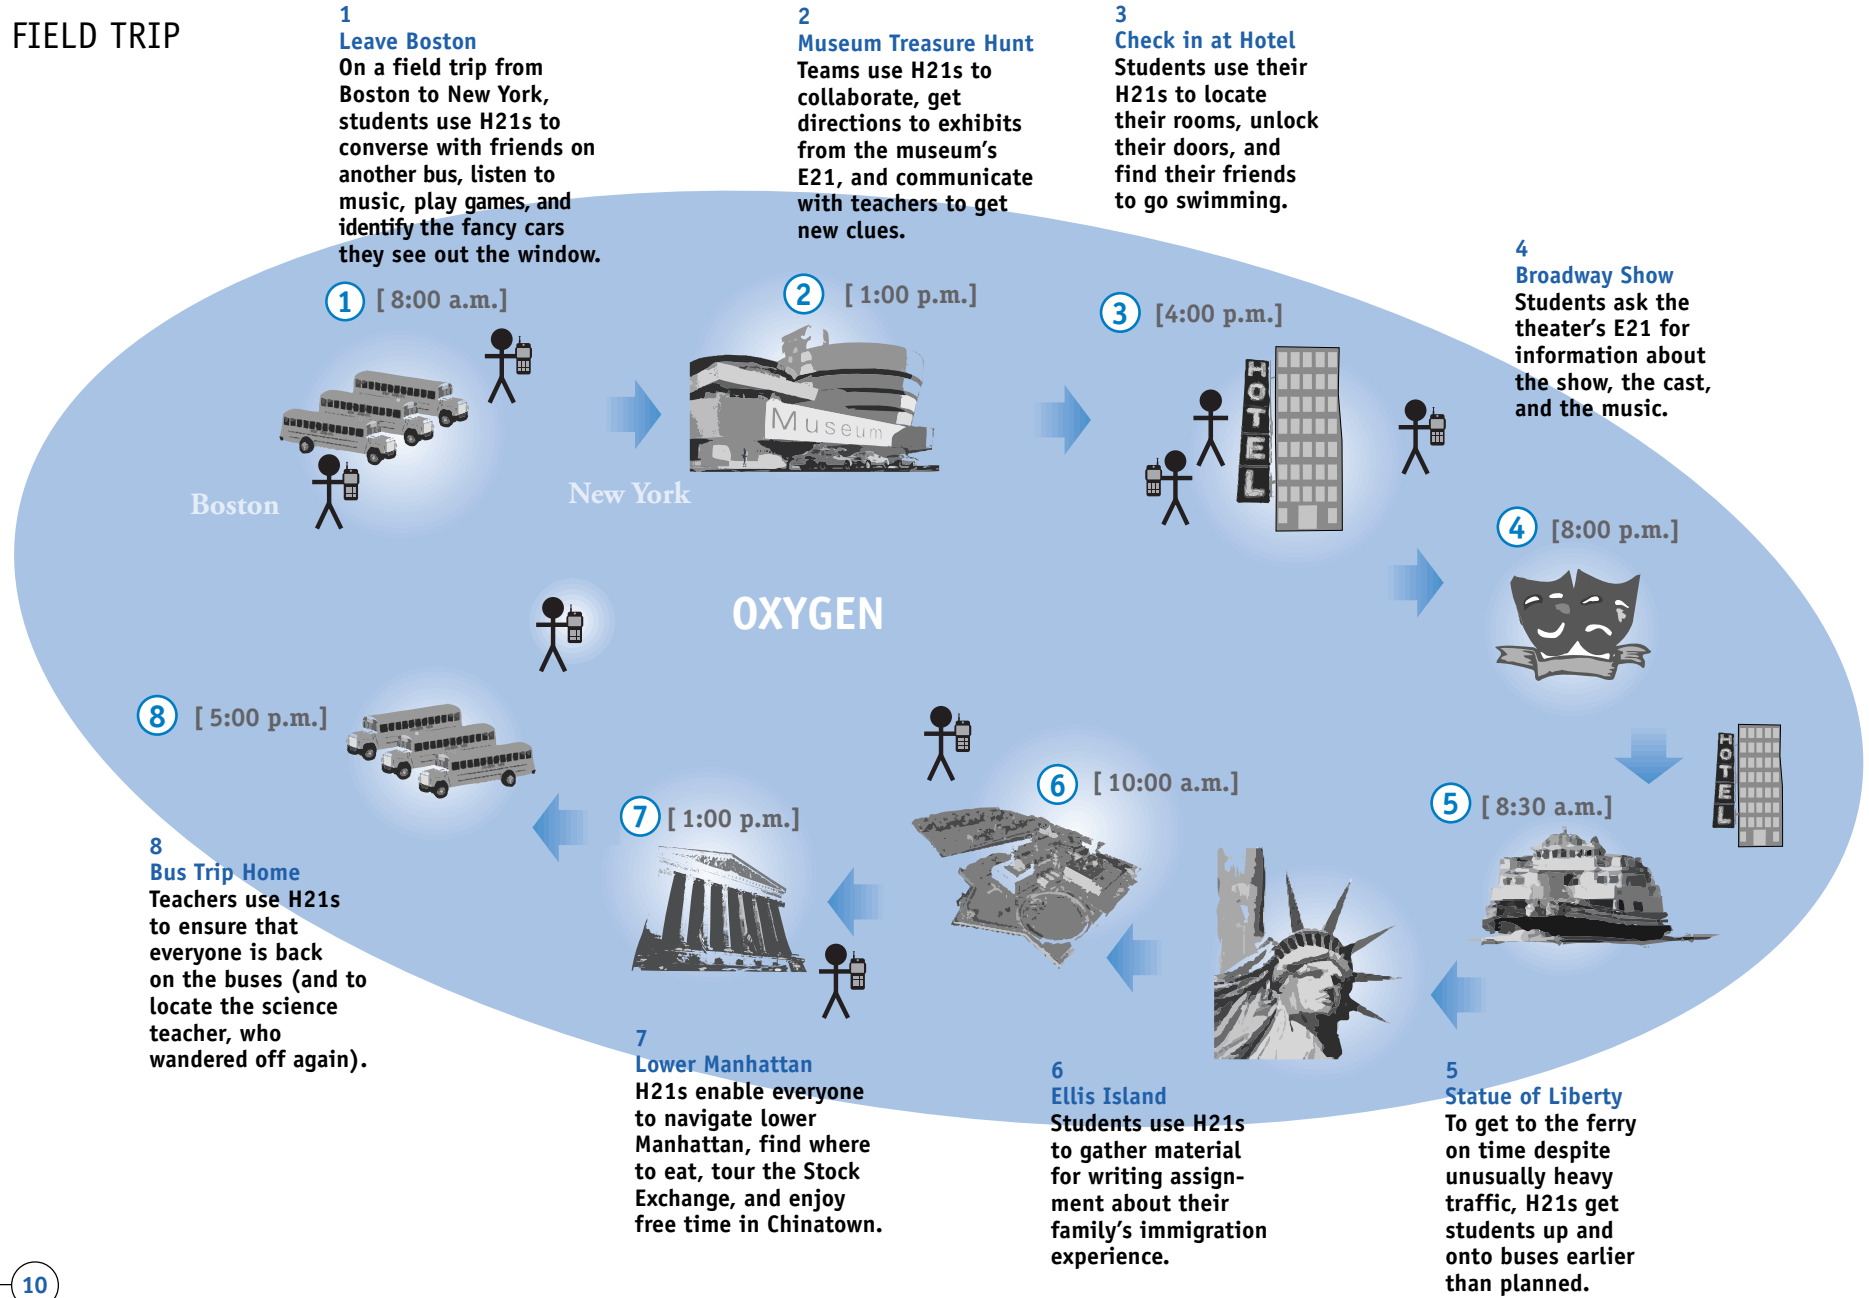 FIELD TRIP
1
Leave Boston
On a field trip from
Boston to New York,
students use H21s to
converse with friends on
another bus, listen to
music, play games, and
identify the fancy cars
they see out the window.
2
Museum Treasure Hunt
Teams use H21s to
collaborate, get
directions to exhibits
from the museum's
E21, and communicate
with teachers to get
new clues.
3
Check in at Hotel
Students use their
H21s to locate
their rooms, unlock
their doors, and
find their friends
to go swimming.
4
Broadway Show
Students ask the
theater's E21 for
information about
the show, the cast,
and the music.
1 [ 8:00 a.m.]
2 [ 1:00 p.m.]
3 [4:00 p.m.]
Museum
HOTEL
Boston
New York
4 [8:00 p.m.]
OXYGEN
8 [ 5:00 p.m.]
HOTEL
6 [ 10:00 a.m.]
5 [ 8:30 a.m.]
7 [ 1:00 p.m.]
8
Bus Trip Home
Teachers use H21s
to ensure that
everyone is back
on the buses (and to
locate the science
teacher, who
wandered off again).
7
Lower Manhattan
H21s enable everyone
to navigate lower
Manhattan, find where
to eat, tour the Stock
Exchange, and enjoy
free time in Chinatown.
6
Ellis Island
Students use H21s
to gather material
for writing assign-
ment about their
family's immigration
experience.
5
Statue of Liberty
To get to the ferry
on time despite
unusually heavy
traffic, H21s get
students up and
onto buses earlier
than planned.
10